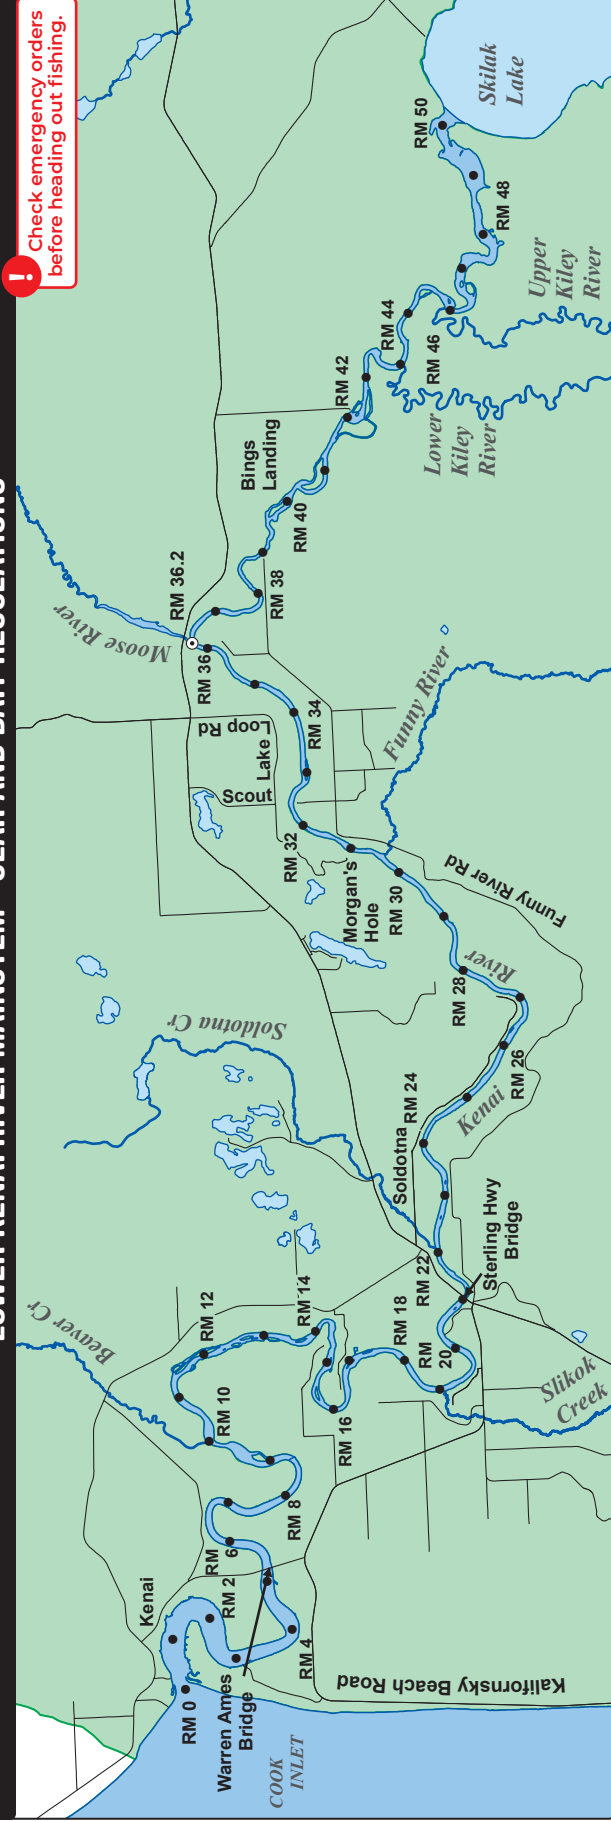 ! Check emergency orders
before heading out fishing.
Skilak
Lake
RM 50
RM 48
Upper
Kiley
River
RM 46
RM 44
RM 42
Lower
Kiley
River
Bings
Landing
RM 40
RM 38
RM 36.2
Moose River
RM 36
Loop Rd
Lake
Scout
RM 34
Funny River
RM 32
Morgan's
Hole
RM 30
Funny River Rd
RM 28
River
RM 26
Kenai
Soldotna Cr
RM 24
Soldotna
RM 22
Sterling Hwy
Bridge
RM
20
RM 18
Slikok
Creek
RM 16
RM 14
RM 12
Beaver Cr
RM 10
RM 8
RM
6
Kenai
RM 2
RM 4
RM 0
Warren Ames
Bridge
COOK
INLET
Kalifornsky Beach Road